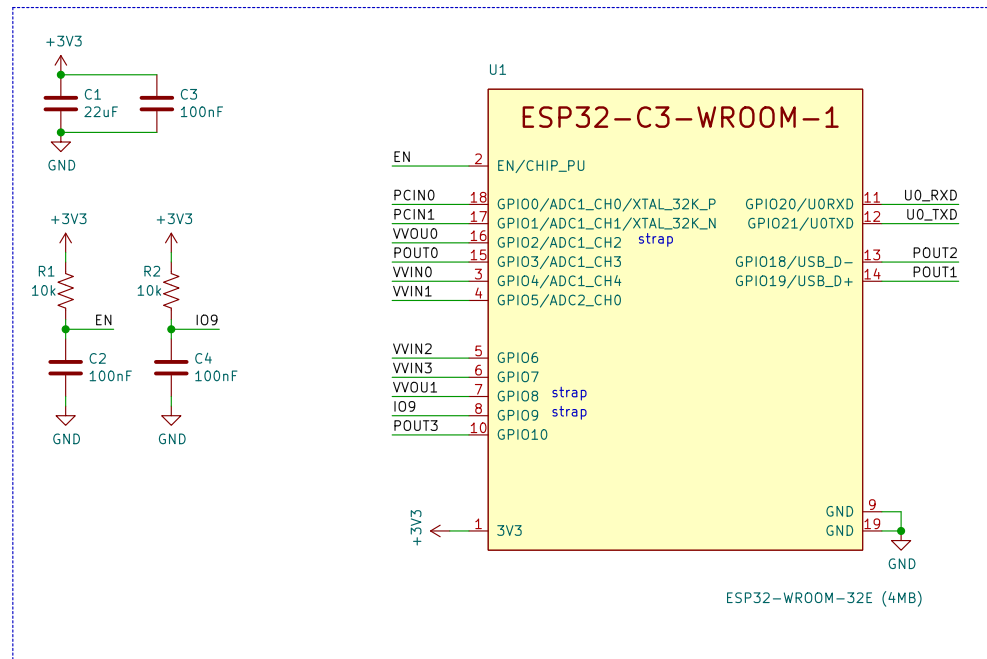 +3V3
C1
22uF
C3
100nF
GND
+3V3
R1
10k
EN
C2
100nF
GND
+3V3
R2
10k
IO9
C4
100nF
GND
U1
ESP32-C3-WROOM-1
EN 2 EN/CHIP_PU
PCIN0 18 GPIO0/ADC1_CH0/XTAL_32K_P
PCIN1 17 GPIO1/ADC1_CH1/XTAL_32K_N
VVOU0 16 GPIO2/ADC1_CH2 strap
POUT0 15 GPIO3/ADC1_CH3
VVIN0 3 GPIO4/ADC1_CH4
VVIN1 4 GPIO5/ADC2_CH0
VVIN2 5 GPIO6
VVIN3 6 GPIO7
VVOU1 7 GPIO8 strap
IO9 8 GPIO9 strap
POUT3 10 GPIO10
+3V3 1 3V3
GPIO20/U0RXD 11 U0_RXD
GPIO21/U0TXD 12 U0_TXD
GPIO18/USB_D- 13 POUT2
GPIO19/USB_D+ 14 POUT1
GND 9
GND 19
GND
ESP32-WROOM-32E (4MB)